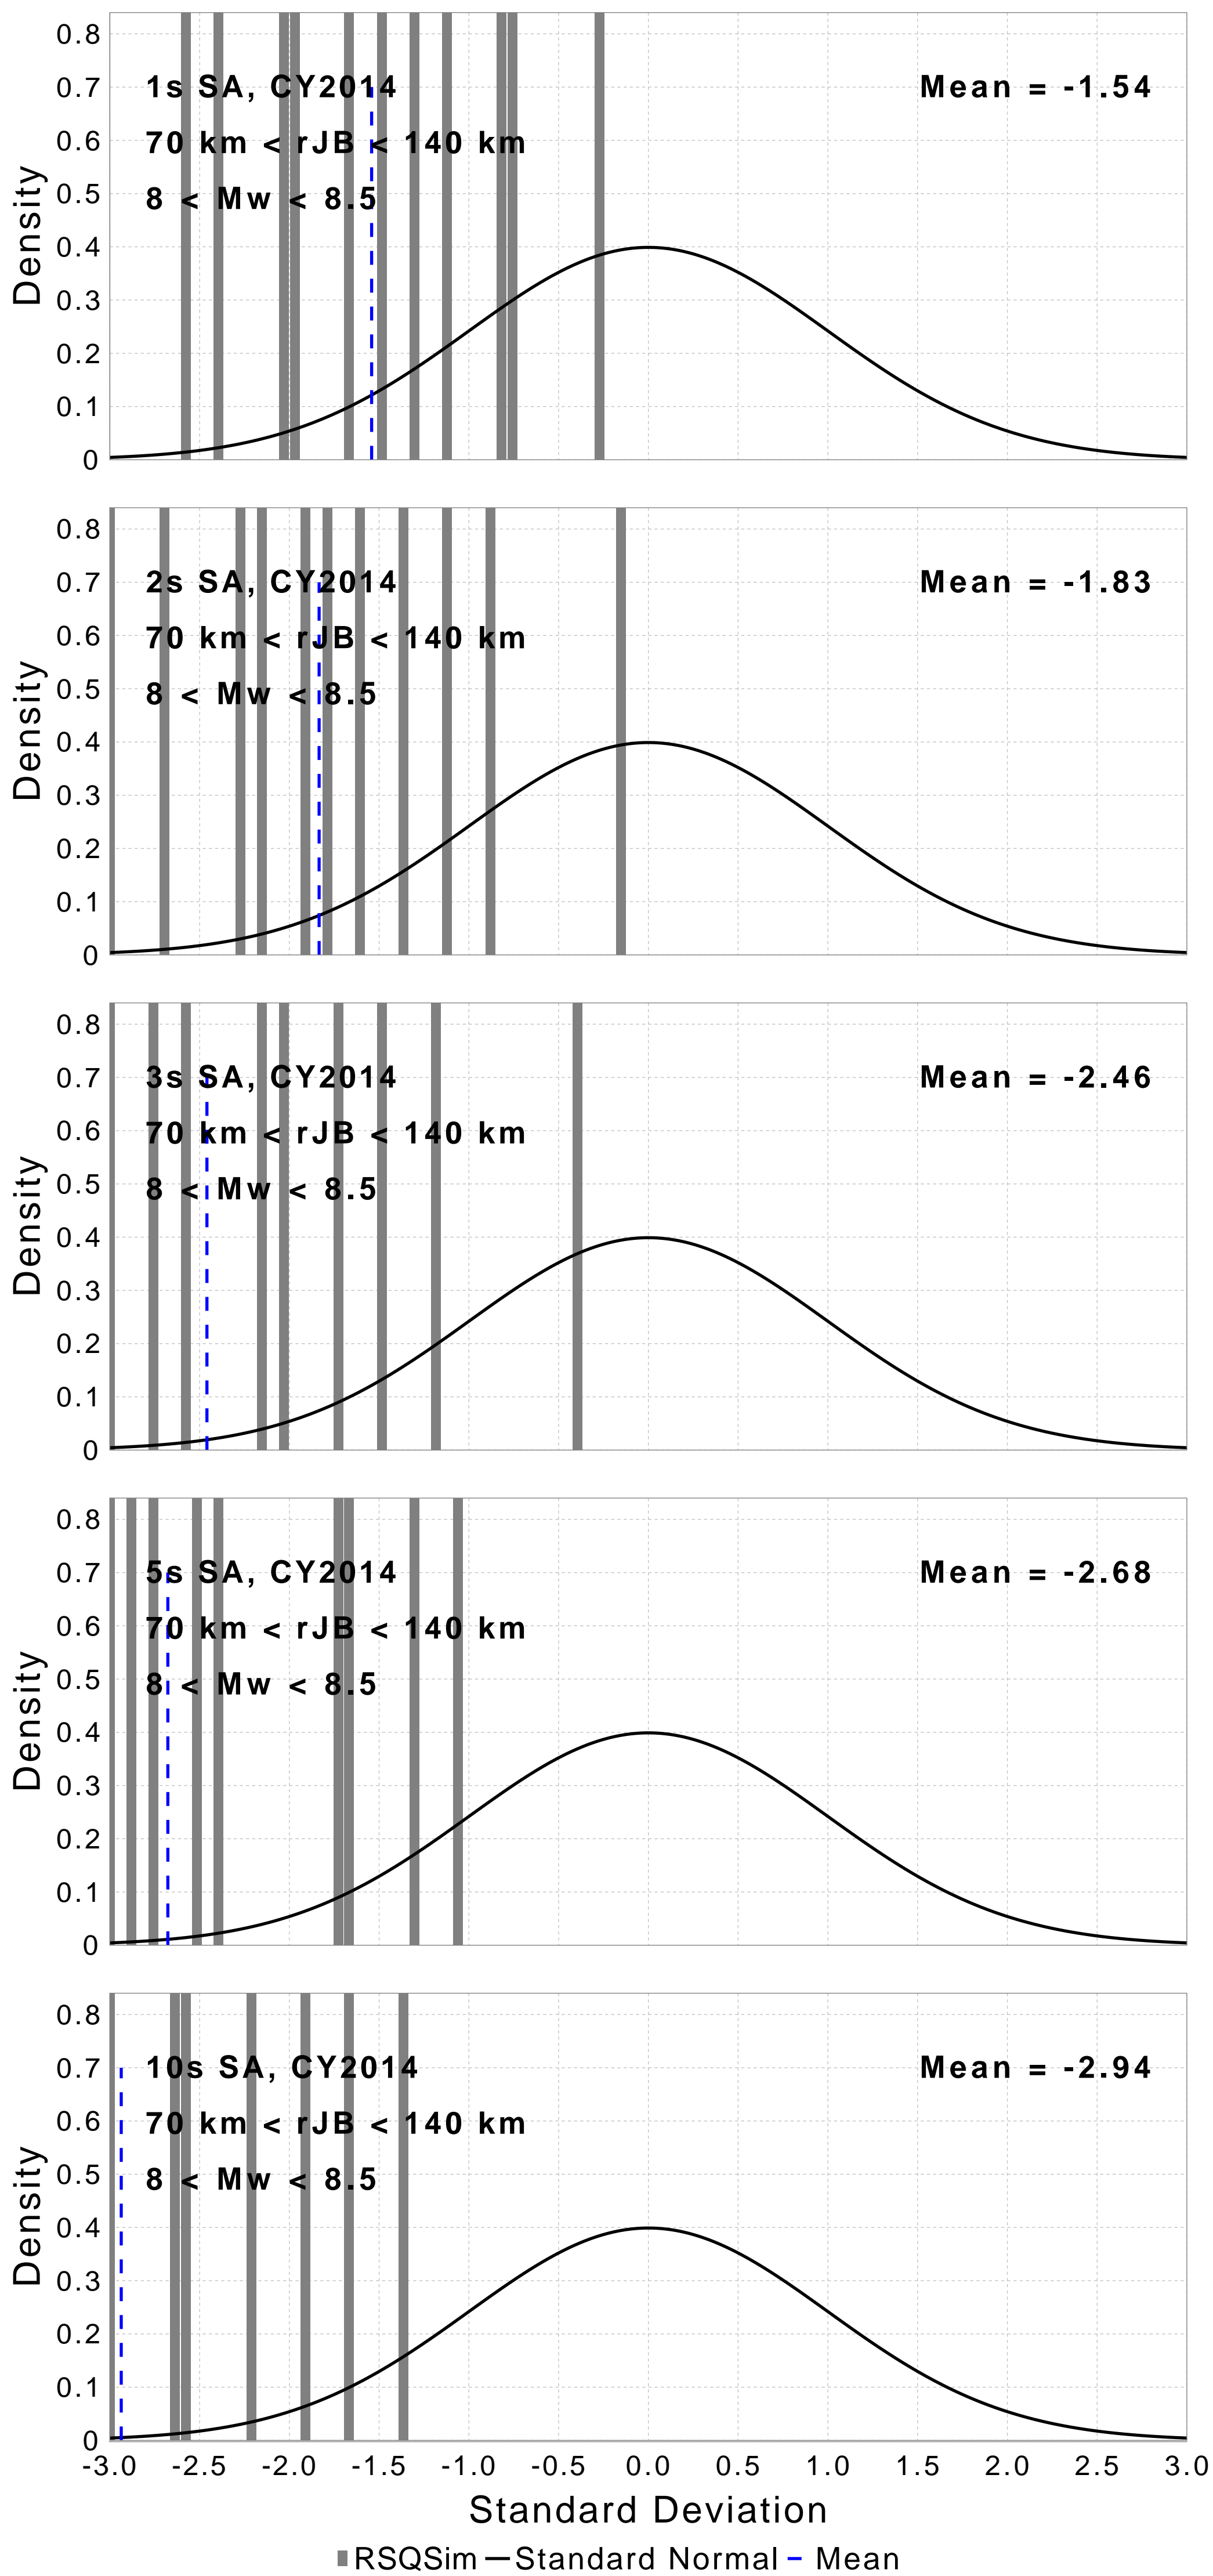 0.8
0.7
0.6
0.5
0.4
0.3
0.2
0.1
0
Density
1s SA, CY2014
Mean = -1.54
70 km < rJB < 140 km
8 < Mw < 8.5
0.8
0.7
0.6
0.5
0.4
0.3
0.2
0.1
0
Density
2s SA, CY2014
Mean = -1.83
70 km < rJB < 140 km
8 < Mw < 8.5
0.8
0.7
0.6
0.5
0.4
0.3
0.2
0.1
0
Density
3s SA, CY2014
Mean = -2.46
70 km < rJB < 140 km
8 < Mw < 8.5
0.8
0.7
0.6
0.5
0.4
0.3
0.2
0.1
0
Density
5s SA, CY2014
Mean = -2.68
70 km < rJB < 140 km
8 < Mw < 8.5
0.8
0.7
0.6
0.5
0.4
0.3
0.2
0.1
0
Density
10s SA, CY2014
Mean = -2.94
70 km < rJB < 140 km
8 < Mw < 8.5
-3.0 -2.5 -2.0 -1.5 -1.0 -0.5 0.0 0.5 1.0 1.5 2.0 2.5 3.0
Standard Deviation
RSQSim Standard Normal Mean